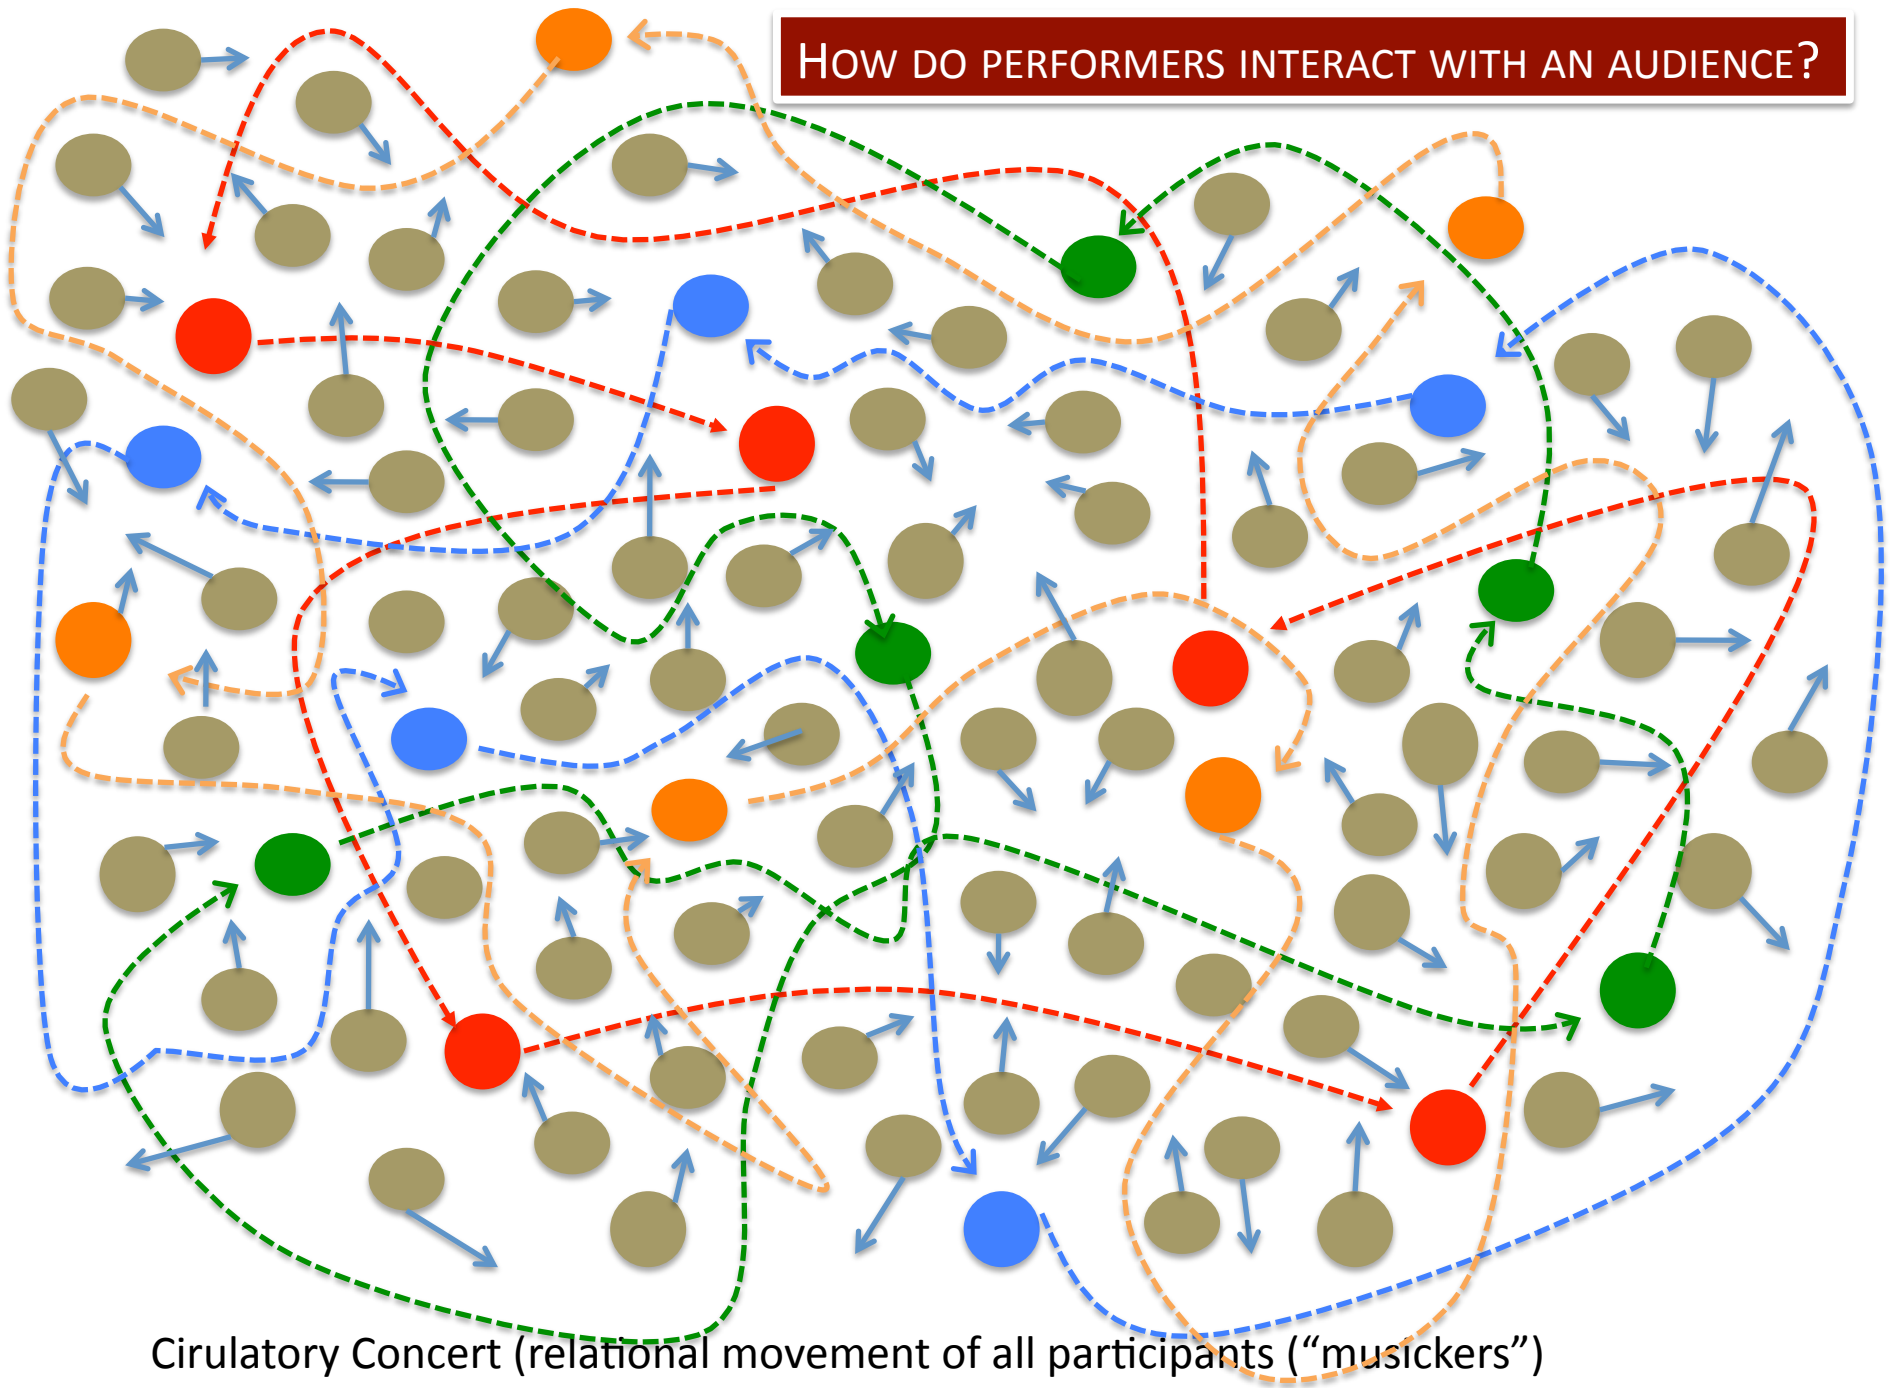 HOW DO PERFORMERS INTERACT WITH AN AUDIENCE?
Cirulatory Concert (relational movement of all participants (“musickers”)